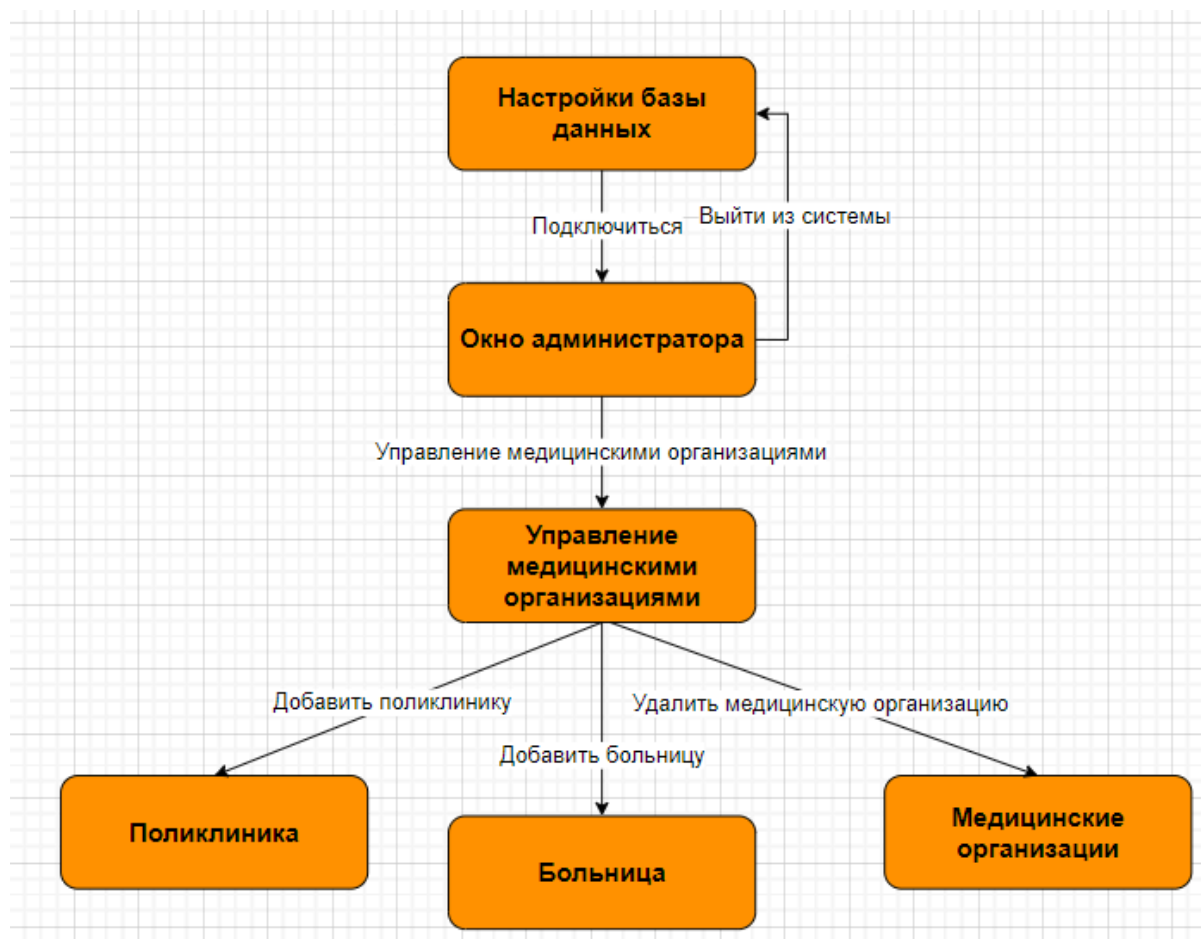 Настройки базы
данных
Подключиться
Выйти из системы
Окно администратора
Управление медицинскими организациями
Управление
медицинскими
организациями
Добавить поликлинику
Удалить медицинскую организацию
Добавить больницу
Поликлиника
Больница
Медицинские
организации